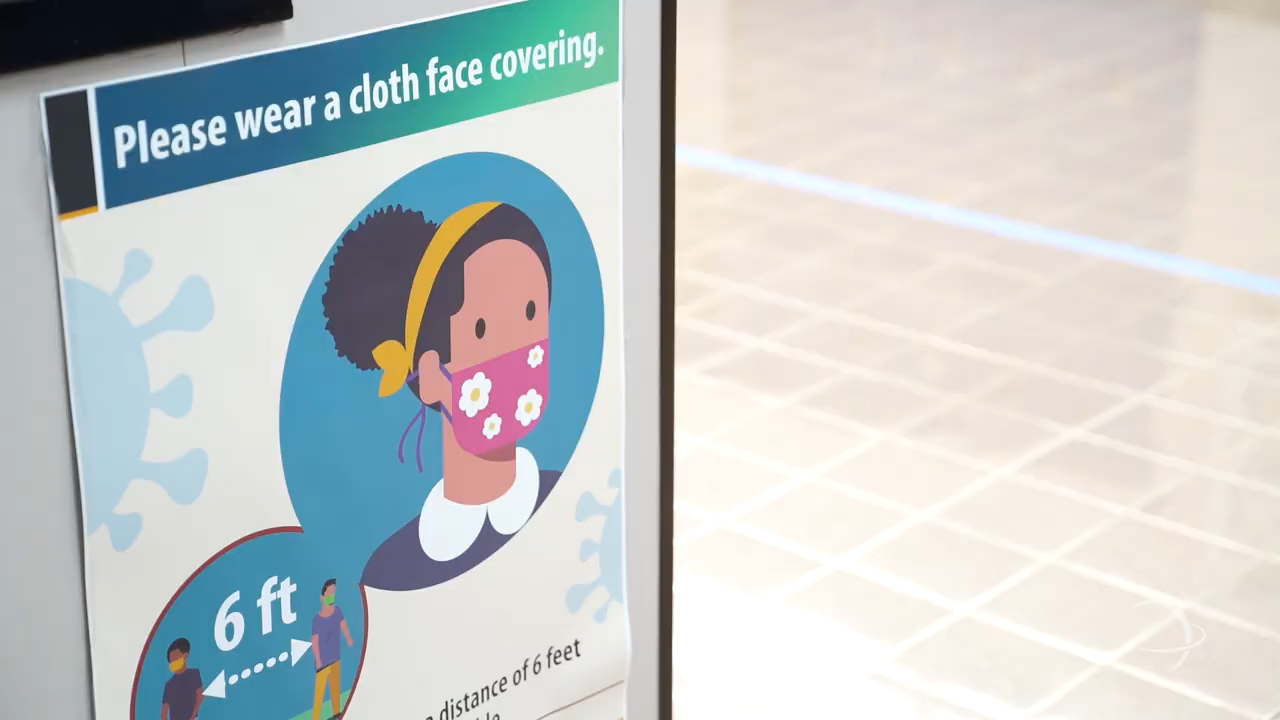 Please wear a cloth face covering.
6 ft
distance of 6 feet